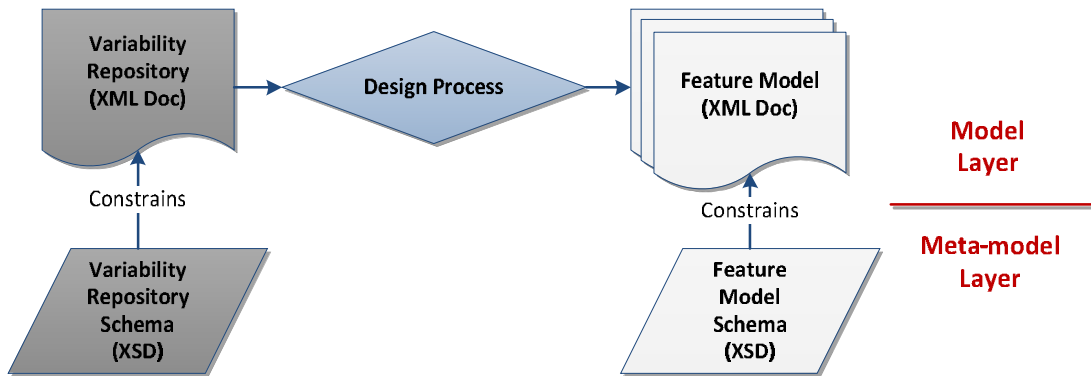 Variability
Repository
(XML Doc)
Design Process
Feature Model
(XML Doc)
Model
Layer
Constrains
Constrains
Meta-model
Layer
Variability
Repository
Schema
(XSD)
Feature
Model
Schema
(XSD)